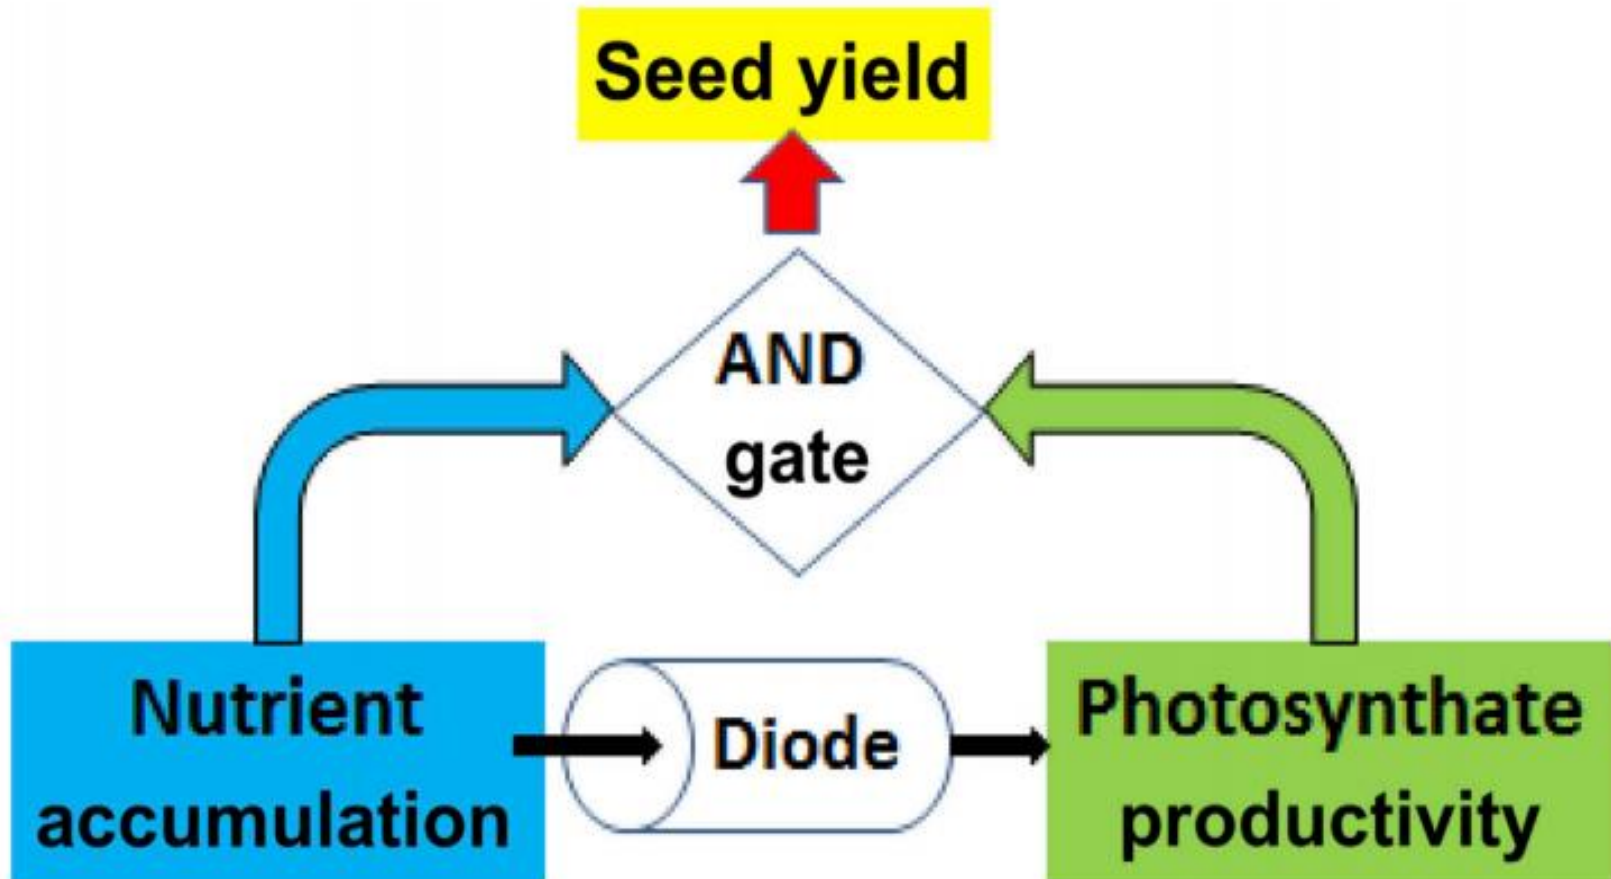 Seed yield
AND
gate
Nutrient
accumulation
Diode
Photosynthate
productivity